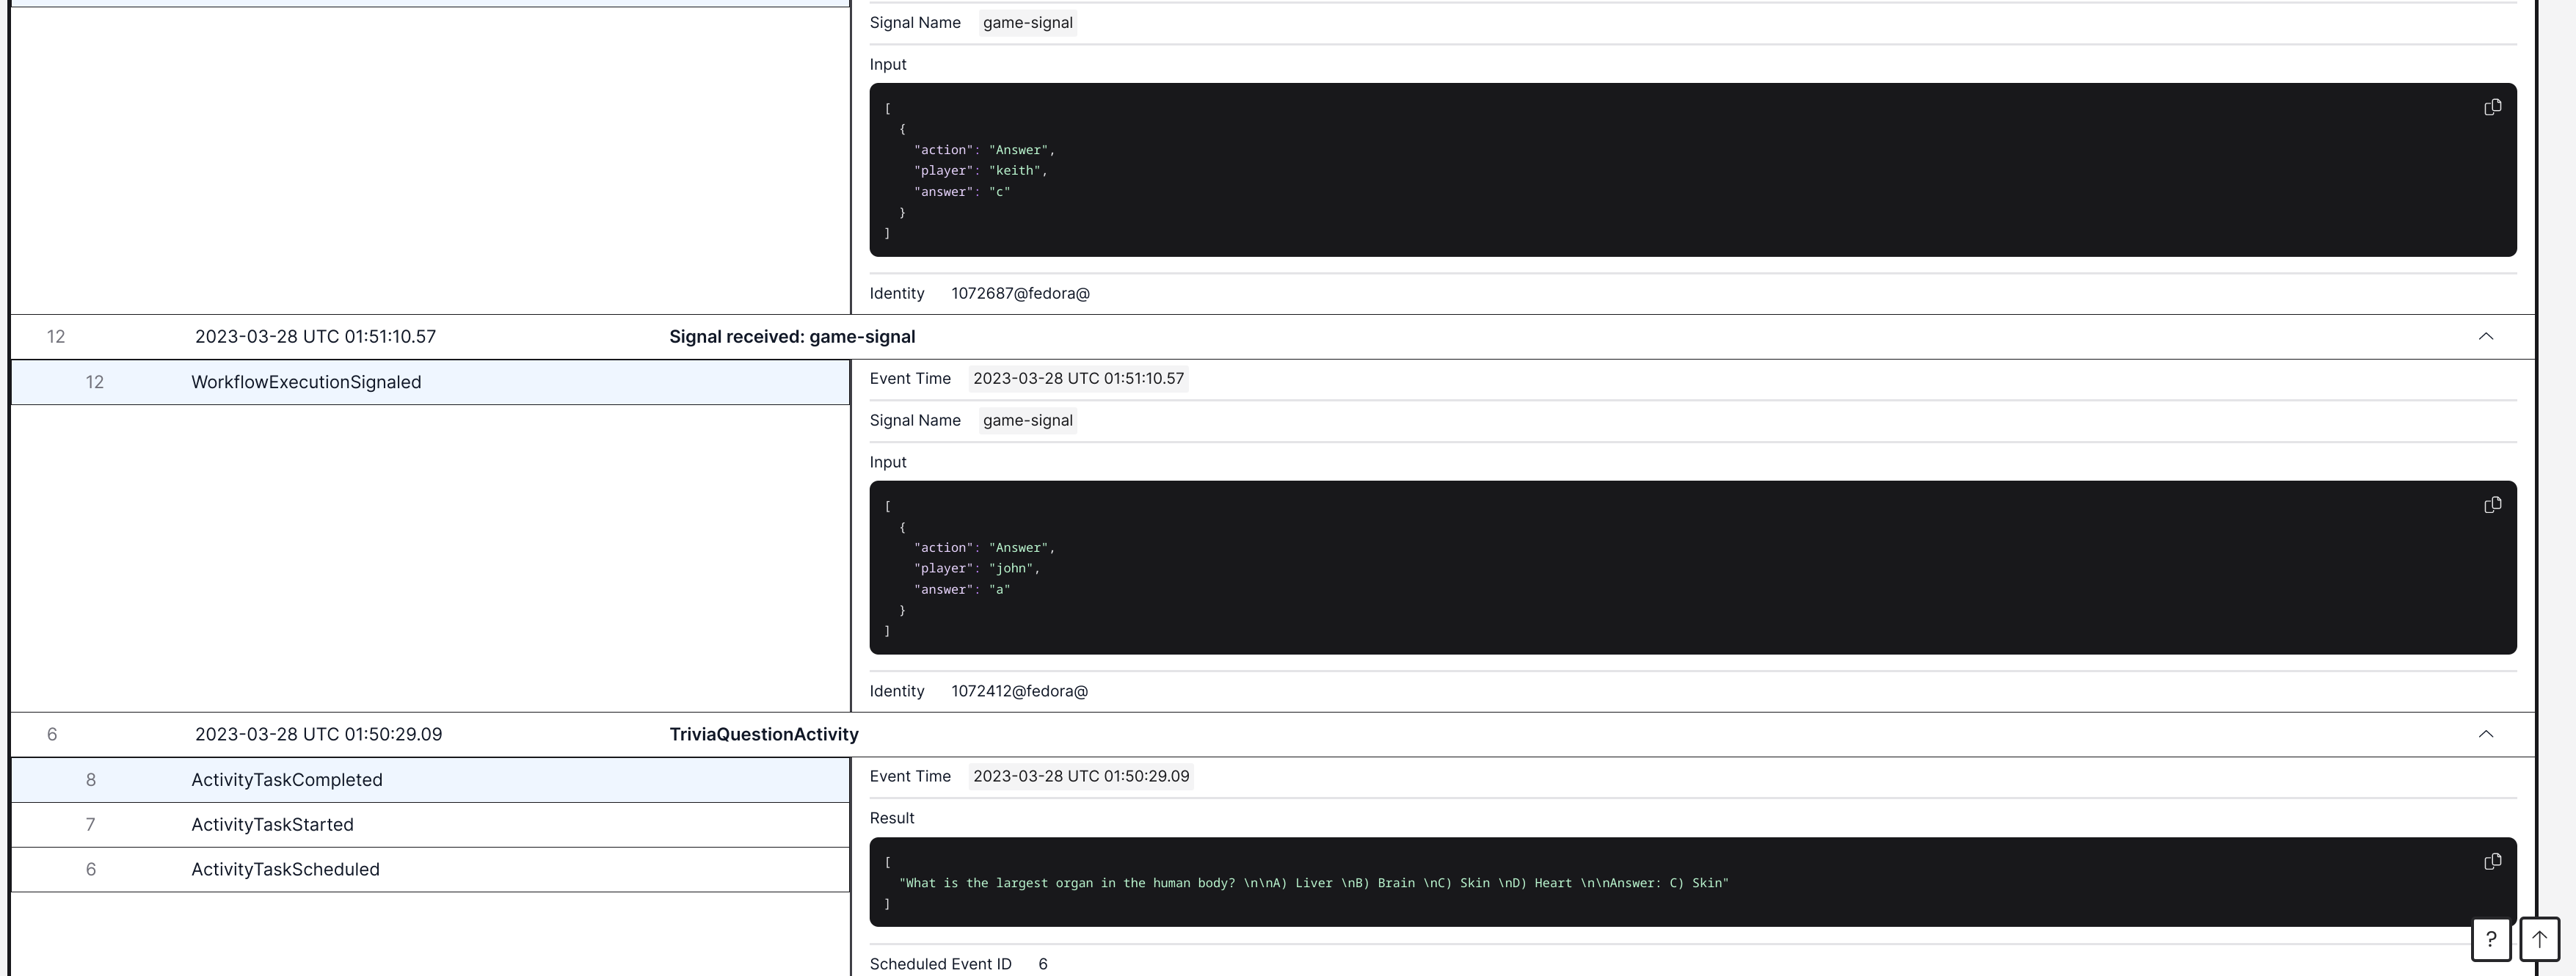 Signal Name game-signal
Input
[
{
"action": "Answer",
"player": "keith",
"answer": "c"
}
]
Identity 1072687@fedora@
12 2023-03-28 UTC 01:51:10.57 Signal received: game-signal
12 WorkflowExecutionSignaled
Event Time 2023-03-28 UTC 01:51:10.57
Signal Name game-signal
Input
[
{
"action": "Answer",
"player": "john",
"answer": "a"
}
]
Identity 1072412@fedora@
6 2023-03-28 UTC 01:50:29.09 TriviaQuestionActivity
8 ActivityTaskCompleted
7 ActivityTaskStarted
6 ActivityTaskScheduled
Event Time 2023-03-28 UTC 01:50:29.09
Result
[
"What is the largest organ in the human body? \n\nA) Liver \nB) Brain \nC) Skin \nD) Heart \n\nAnswer: C) Skin"
]
Scheduled Event ID 6
?